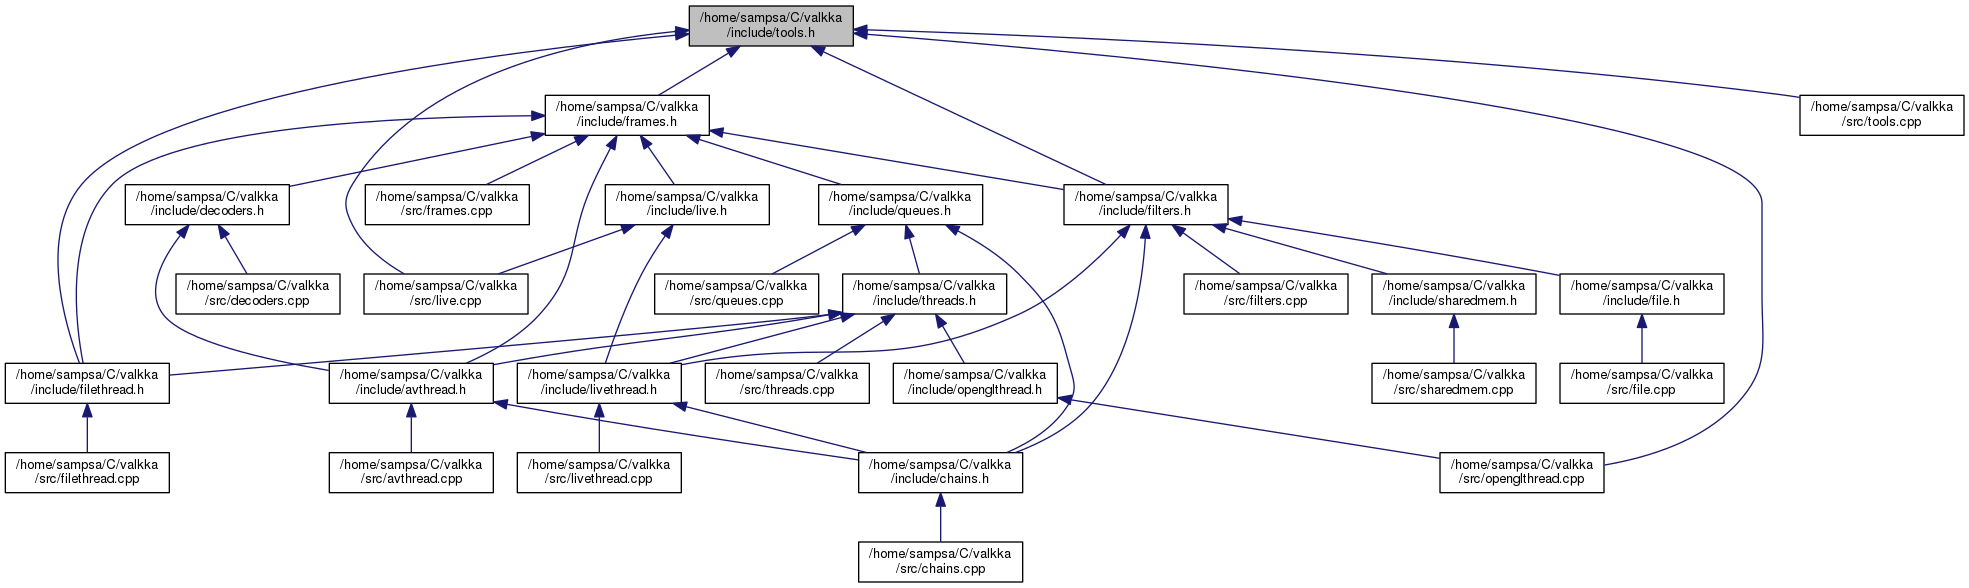 /home/sampsa/C/valkka
/include/tools.h
/home/sampsa/C/valkka
/include/frames.h
/home/sampsa/C/valkka
/src/tools.cpp
/home/sampsa/C/valkka
/include/decoders.h
/home/sampsa/C/valkka
/src/frames.cpp
/home/sampsa/C/valkka
/include/live.h
/home/sampsa/C/valkka
/include/queues.h
/home/sampsa/C/valkka
/include/filters.h
/home/sampsa/C/valkka
/src/decoders.cpp
/home/sampsa/C/valkka
/src/live.cpp
/home/sampsa/C/valkka
/src/queues.cpp
/home/sampsa/C/valkka
/include/threads.h
/home/sampsa/C/valkka
/src/filters.cpp
/home/sampsa/C/valkka
/include/sharedmem.h
/home/sampsa/C/valkka
/include/file.h
/home/sampsa/C/valkka
/include/filethread.h
/home/sampsa/C/valkka
/include/avthread.h
/home/sampsa/C/valkka
/include/livethread.h
/home/sampsa/C/valkka
/src/threads.cpp
/home/sampsa/C/valkka
/include/openglthread.h
/home/sampsa/C/valkka
/src/sharedmem.cpp
/home/sampsa/C/valkka
/src/file.cpp
/home/sampsa/C/valkka
/src/filethread.cpp
/home/sampsa/C/valkka
/src/avthread.cpp
/home/sampsa/C/valkka
/src/livethread.cpp
/home/sampsa/C/valkka
/include/chains.h
/home/sampsa/C/valkka
/src/openglthread.cpp
/home/sampsa/C/valkka
/src/chains.cpp